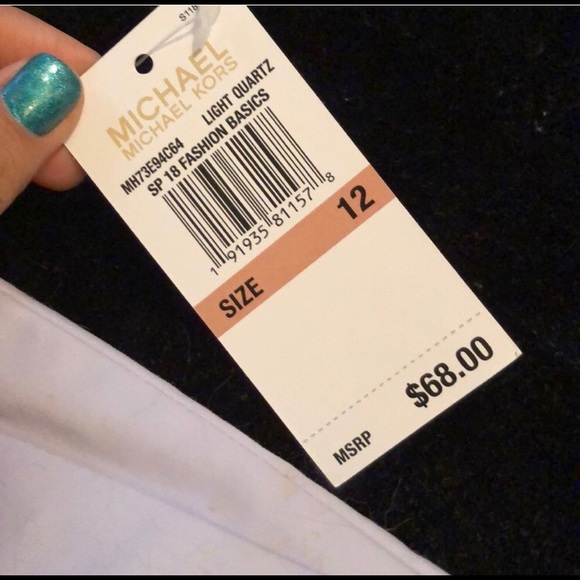 S118
MICHAEL
MICHAEL KORS
MH73E94C64 LIGHT QUARTZ
SP 18 FASHION BASICS
1 91935 81157 8
SIZE 12
MSRP $68.00